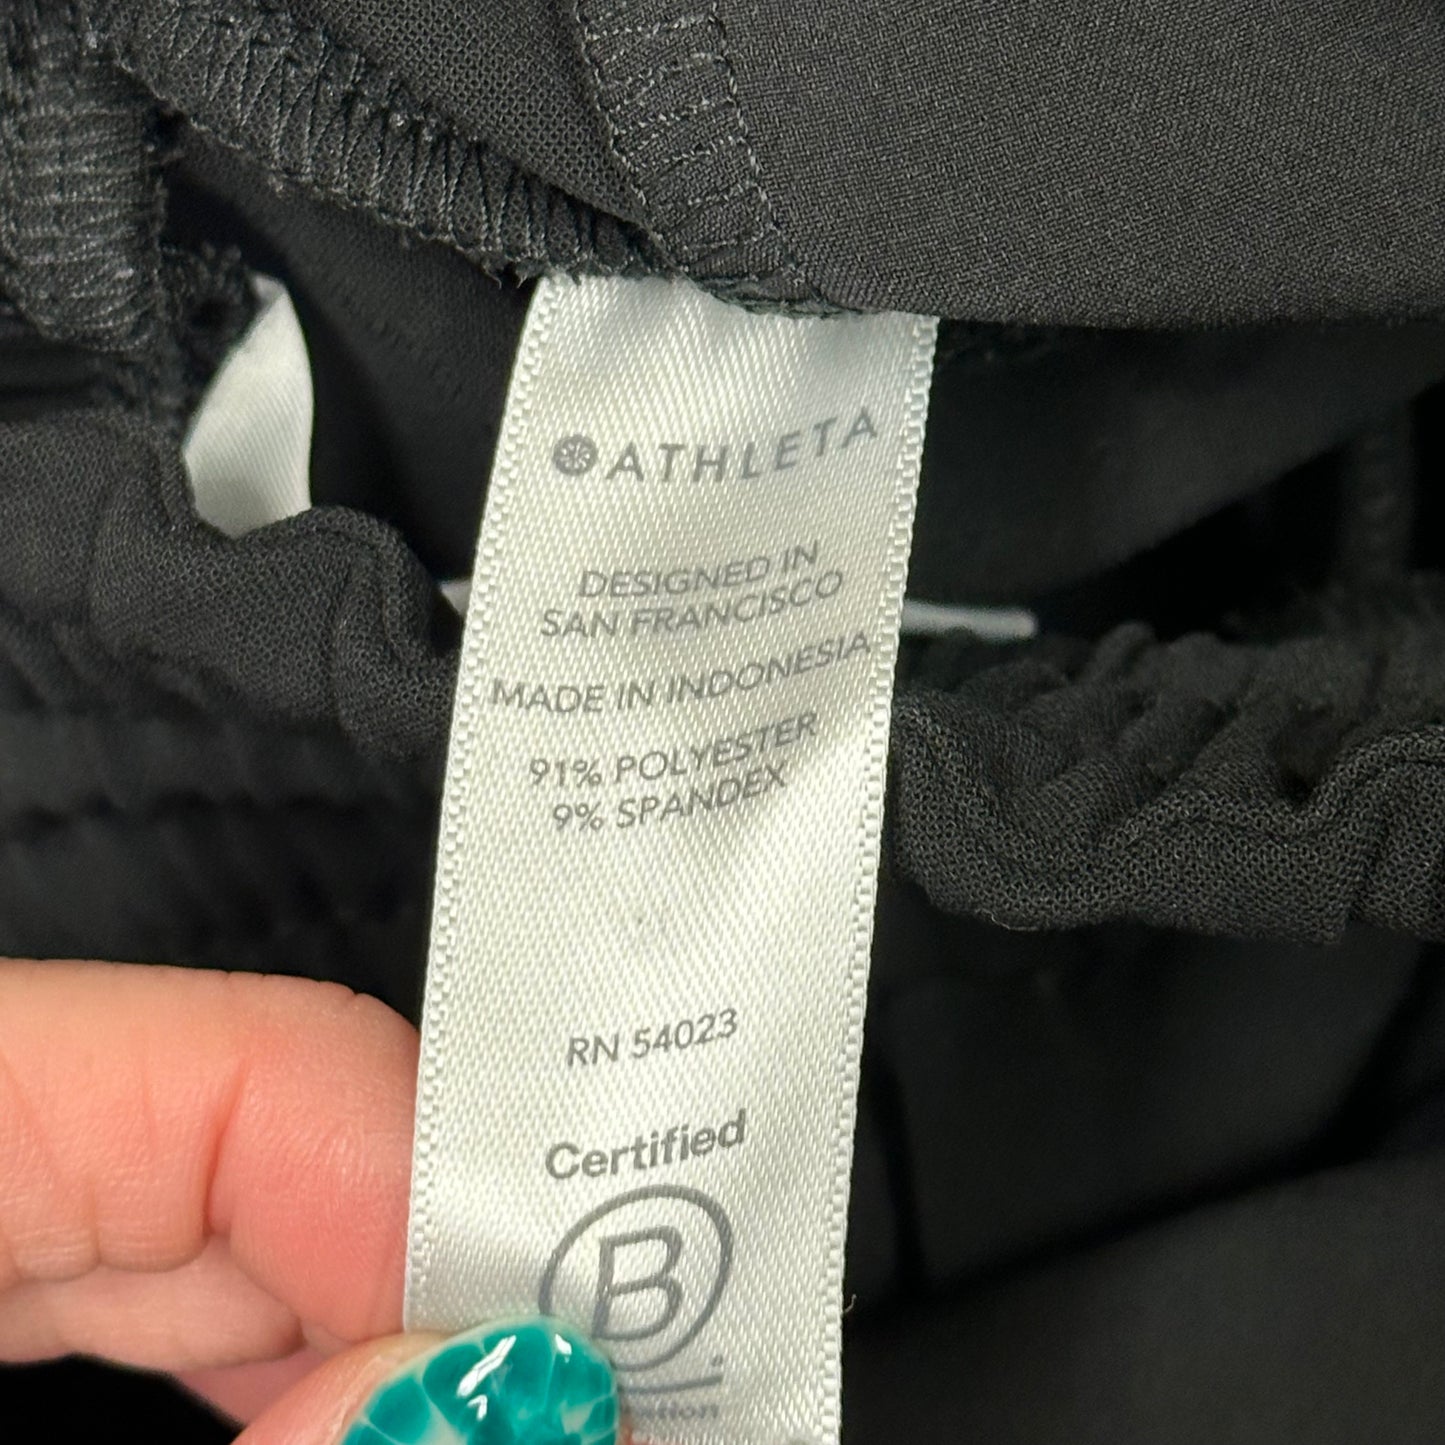 ATHLETA
DESIGNED IN
SAN FRANCISCO
MADE IN INDONESIA
91% POLYESTER
9% SPANDEX
RN 54023
Certified
B